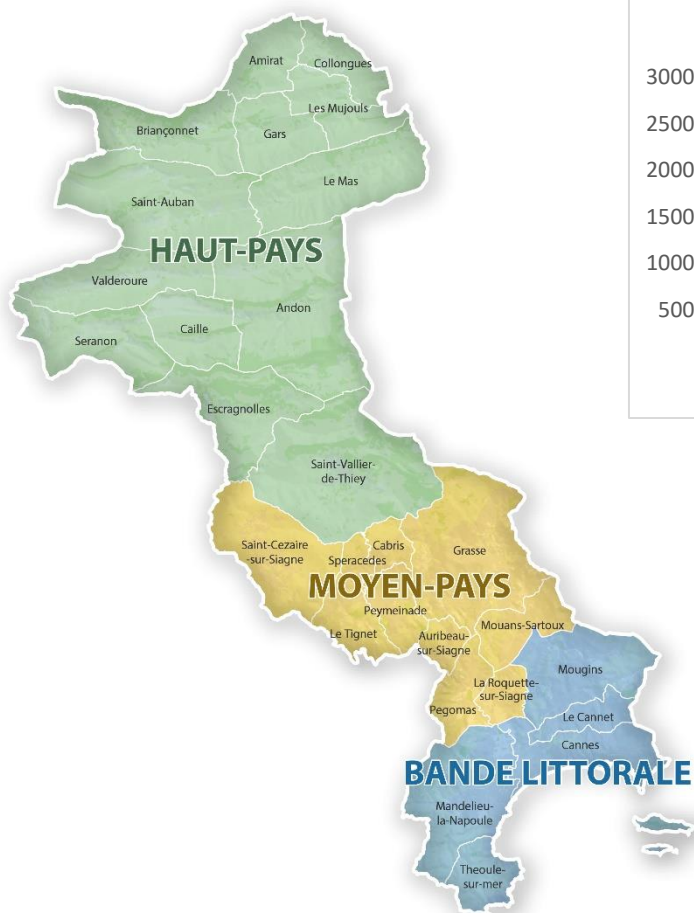 Amirat
Collongues
3000
Les Mujouls
Briançonnet
Gars
2500
Le Mas
2000
Saint-Auban
1500
HAUT-PAYS
1000
Valderoure
Andon
500
Caille
Seranon
Escragnolles
Saint-Vallier-
de-Thiey
Saint-Cezaire
-sur-Siagne
Cabris
Grasse
Speracedes
MOYEN-PAYS
Peymeinade
Le Tignet
Auribeau-
sur-Siagne
Mouans-Sartoux
Mougins
La Roquette-
sur-Siagne
Pegomas
Le Cannet
Cannes
BANDE LITTORALE
Mandelieu-
la-Napoule
Theoule-
sur-mer